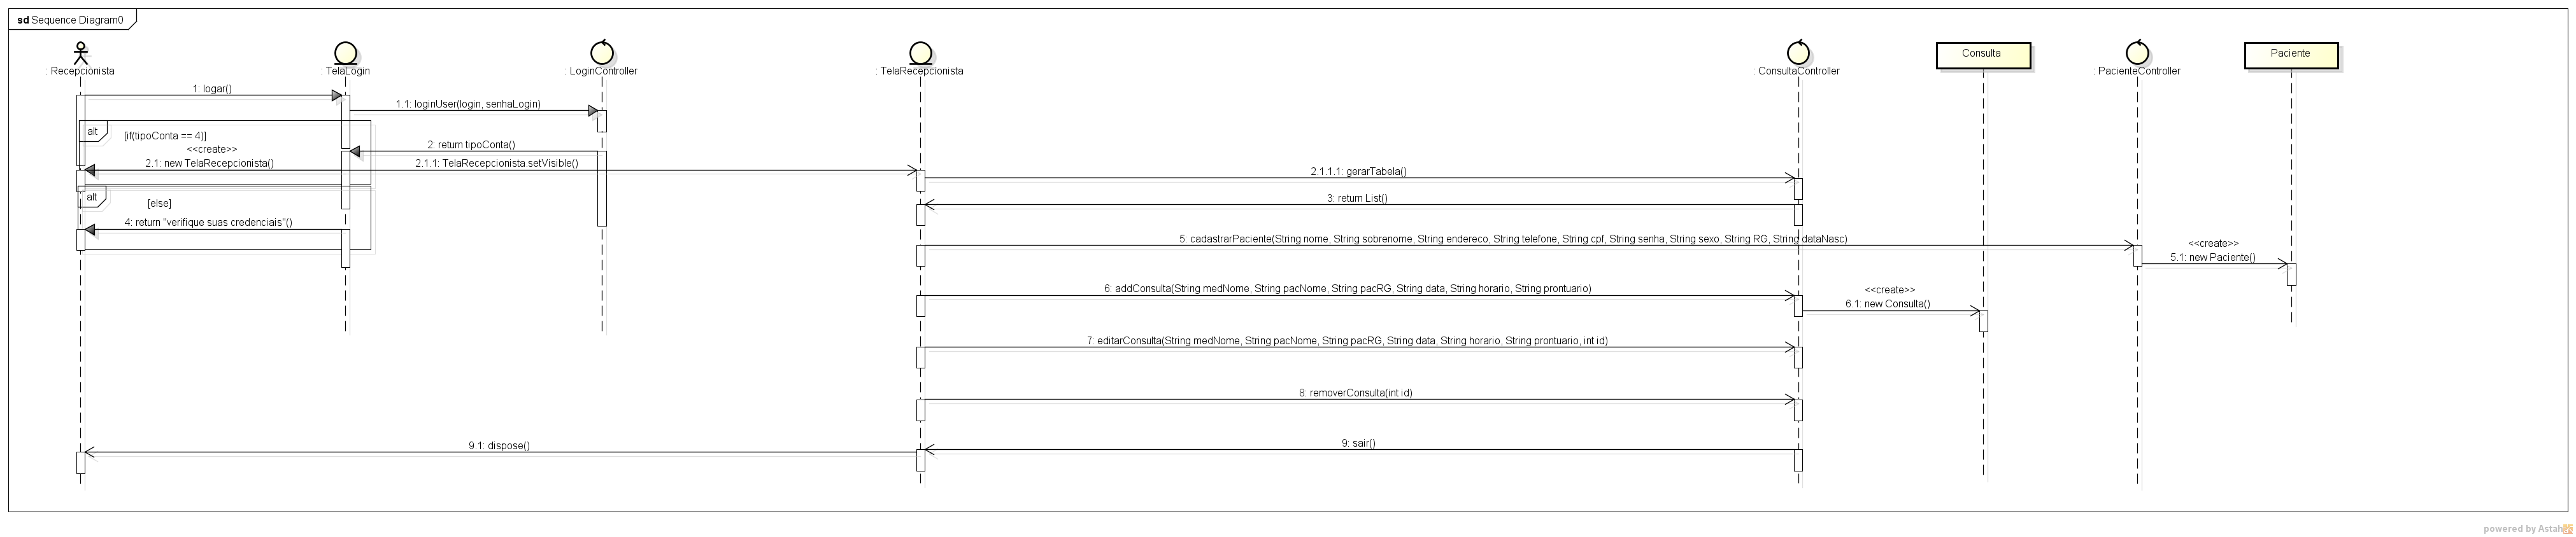 sd Sequence Diagram0
: Recepcionista
: TelaLogin
: LoginController
: TelaRecepcionista
: ConsultaController
Consulta
: PacienteController
Paciente
1: logar()
1.1: loginUser(login, senhaLogin)
alt
[if(tipoConta == 4)]
2: return tipoConta()
<<create>>
2.1: new TelaRecepcionista()
2.1.1: TelaRecepcionista.setVisible()
2.1.1.1: gerarTabela()
alt
[else]
3: return List()
4: return "verifique suas credenciais"()
5: cadastrarPaciente(String nome, String sobrenome, String endereco, String telefone, String cpf, String senha, String sexo, String RG, String dataNasc)
<<create>>
5.1: new Paciente()
6: addConsulta(String medNome, String pacNome, String pacRG, String data, String horario, String prontuario)
<<create>>
6.1: new Consulta()
7: editarConsulta(String medNome, String pacNome, String pacRG, String data, String horario, String prontuario, int id)
8: removerConsulta(int id)
9.1: dispose()
9: sair()
powered by Astah